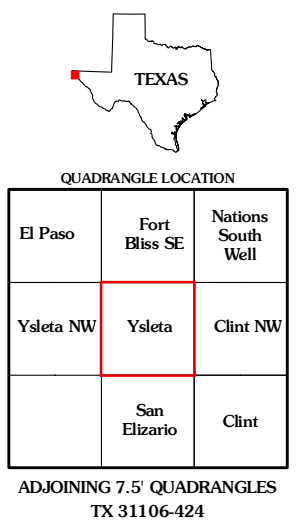 TEXAS
QUADRANGLE LOCATION
El Paso
Fort
Bliss SE
Nations
South
Well
Ysleta NW
Ysleta
Clint NW
San
Elizario
Clint
ADJOINING 7.5' QUADRANGLES
TX 31106-424